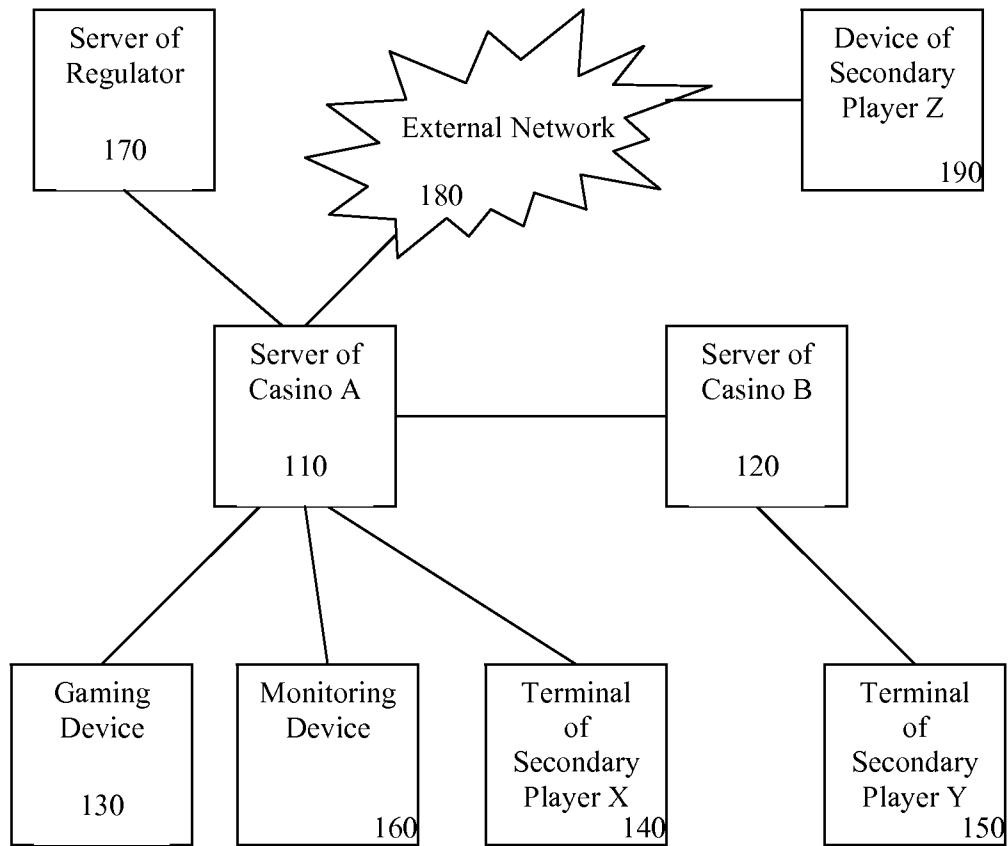 Server of
Regulator
170
External Network
180
Device of
Secondary
Player Z
190
Server of
Casino A
110
Server of
Casino B
120
Gaming
Device
130
Monitoring
Device
160
Terminal
of
Secondary
Player X
140
Terminal
of
Secondary
Player Y
150